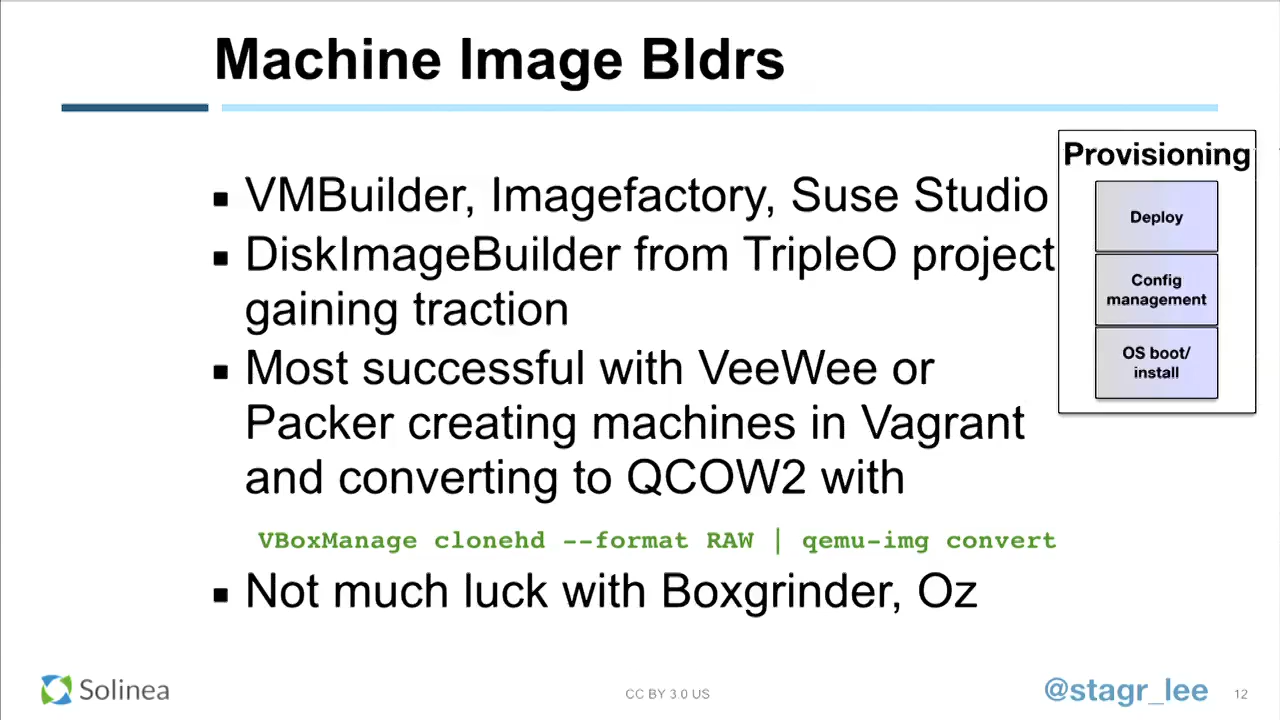 Machine Image Bldrs
▪ VMBuilder, Imagefactory, Suse Studio
▪ DiskImageBuilder from TripleO project
gaining traction
▪ Most successful with VeeWee or
Packer creating machines in Vagrant
and converting to QCOW2 with
VBoxManage clonehd --format RAW | qemu-img convert
▪ Not much luck with Boxgrinder, Oz
Provisioning
Deploy
Config
management
OS boot/
install
Solinea
CC BY 3.0 US
@stagr_lee
12